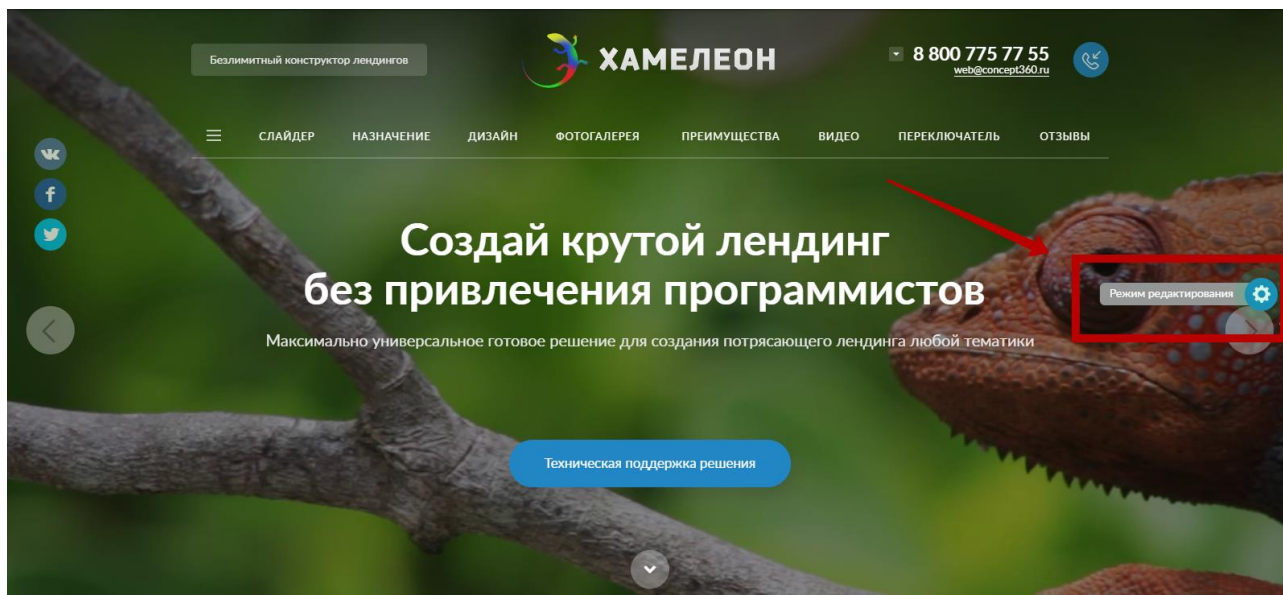 Безлимитный конструктор лендингов
ХАМЕЛЕОН
8 800 775 77 55
web@concept360.ru
СЛАЙДЕР НАЗНАЧЕНИЕ ДИЗАЙН ФОТОГАЛЕРЕЯ ПРЕИМУЩЕСТВА ВИДЕО ПЕРЕКЛЮЧАТЕЛЬ ОТЗЫВЫ
Создай крутой лендинг
без привлечения программистов
Режим редактирования
Максимально универсальное готовое решение для создания потрясающего лендинга любой тематики
Техническая поддержка решения